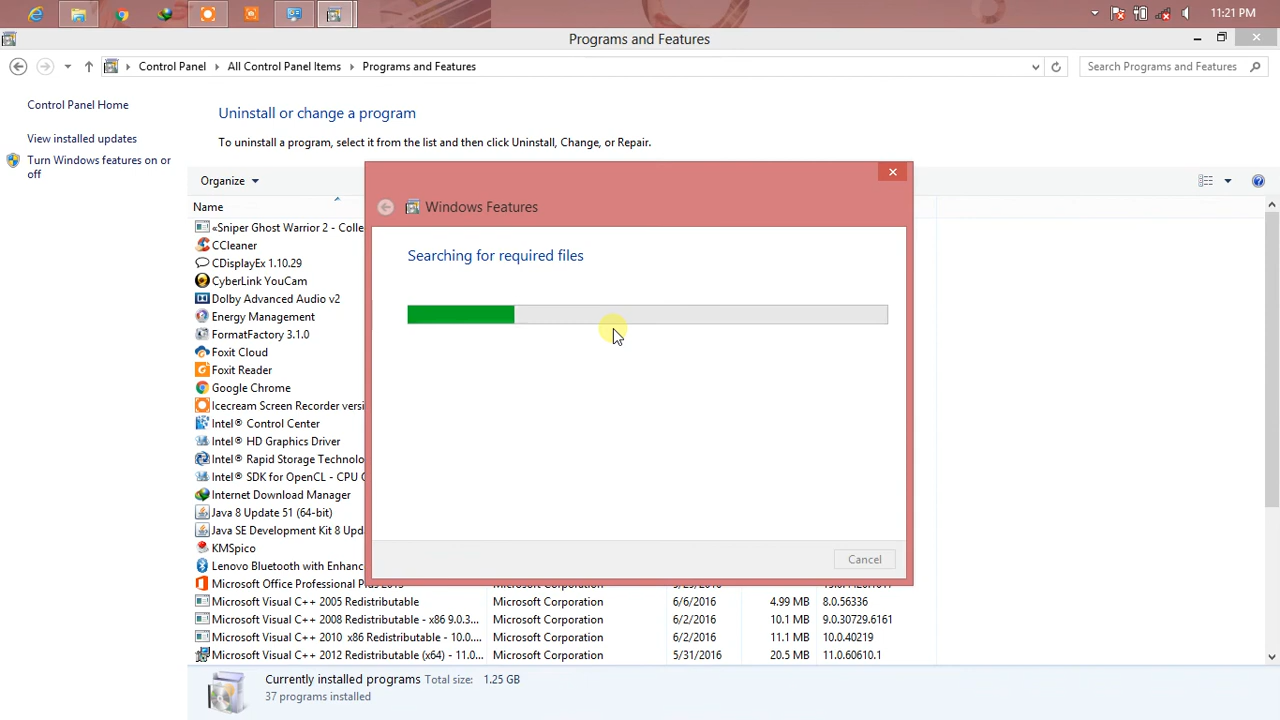 11:21 PM
Programs and Features
Control Panel All Control Panel Items Programs and Features
Search Programs and Features
Control Panel Home
View installed updates
Turn Windows features on or
off
Uninstall or change a program
To uninstall a program, select it from the list and then click Uninstall, Change, or Repair.
Organize
Name
«Sniper Ghost Warrior 2 - Colle
CCleaner
CDisplayEx 1.10.29
CyberLink YouCam
Dolby Advanced Audio v2
Energy Management
FormatFactory 3.1.0
Foxit Cloud
Foxit Reader
Google Chrome
Icecream Screen Recorder versi
Intel® Control Center
Intel® HD Graphics Driver
Intel® Rapid Storage Technolo
Intel® SDK for OpenCL - CPU O
Internet Download Manager
Java 8 Update 51 (64-bit)
Java SE Development Kit 8 Upd
KMSpico
Lenovo Bluetooth with Enhanc
Microsoft Office Professional
Microsoft Visual C++ 2005 Redistributable Microsoft Corporation 6/6/2016 4.99 MB 8.0.56336
Microsoft Visual C++ 2008 Redistributable - x86 9.0.3... Microsoft Corporation 6/2/2016 10.1 MB 9.0.30729.6161
Microsoft Visual C++ 2010 x86 Redistributable - 10.0.... Microsoft Corporation 6/2/2016 11.1 MB 10.0.40219
Microsoft Visual C++ 2012 Redistributable (x64) - 11.0... Microsoft Corporation 5/31/2016 20.5 MB 11.0.60610.1
Windows Features
Searching for required files
Cancel
Currently installed programs Total size: 1.25 GB
37 programs installed